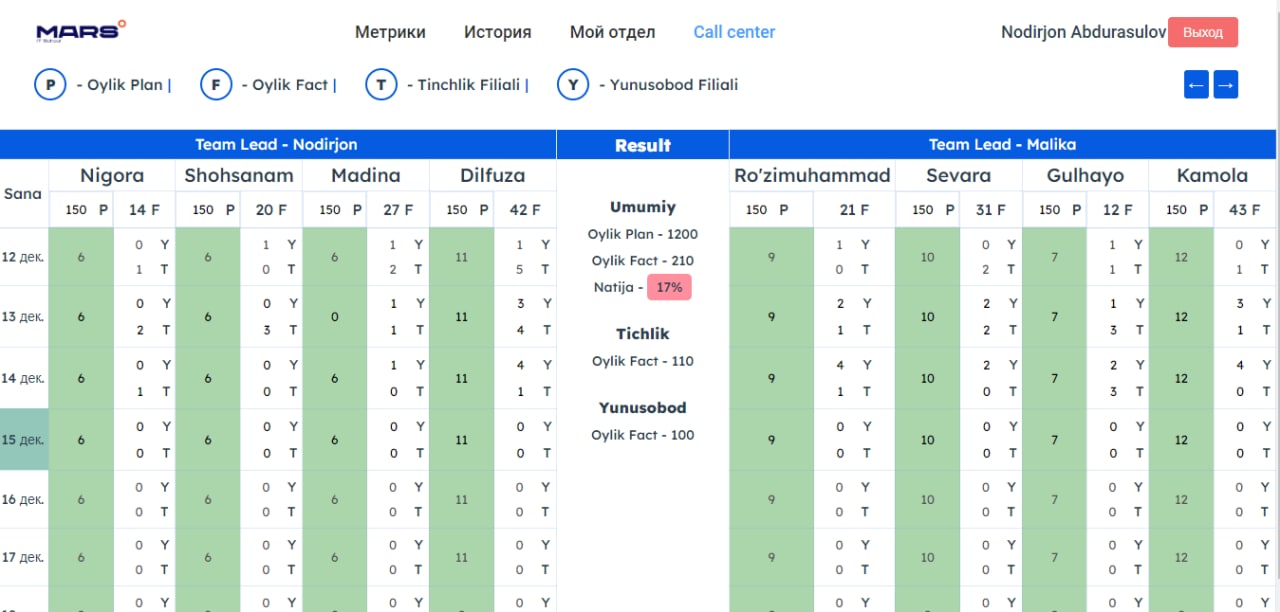 MARS
IT School
Метрики История Мой отдел Call center Nodirjon Abdurasulov Выход
P - Oylik Plan | F - Oylik Fact | T - Tinchlik Filiali | Y - Yunusobod Filiali ← →
Team Lead - Nodirjon Result Team Lead - Malika
Sana Nigora Shohsanam Madina Dilfuza Ro'zimuhammad Sevara Gulhayo Kamola
150 P 14 F 150 P 20 F 150 P 27 F 150 P 42 F 150 P 21 F 150 P 31 F 150 P 12 F 150 P 43 F
Umumiy
Oylik Plan - 1200
Oylik Fact - 210
Natija - 17%
Tichlik
Oylik Fact - 110
Yunusobod
Oylik Fact - 100
0 Y 1 Y 1 Y 1 Y 1 Y 0 Y 1 Y 0 Y
12 дек. 6 6 6 11 9 10 7 12
1 T 0 T 2 T 5 T 0 T 2 T 1 T 1 T
0 Y 0 Y 1 Y 3 Y 2 Y 2 Y 1 Y 3 Y
13 дек. 6 6 0 11 9 10 7 12
2 T 3 T 1 T 4 T 1 T 2 T 3 T 1 T
0 Y 0 Y 1 Y 4 Y 4 Y 2 Y 2 Y 4 Y
14 дек. 6 6 6 11 9 10 7 12
1 T 0 T 0 T 1 T 1 T 0 T 3 T 0 T
0 Y 0 Y 0 Y 0 Y 0 Y 0 Y 0 Y 0 Y
15 дек. 6 6 6 11 9 10 7 12
0 T 0 T 0 T 0 T 0 T 0 T 0 T 0 T
0 Y 0 Y 0 Y 0 Y 0 Y 0 Y 0 Y 0 Y
16 дек. 6 6 6 11 9 10 7 12
0 T 0 T 0 T 0 T 0 T 0 T 0 T 0 T
0 Y 0 Y 0 Y 0 Y 0 Y 0 Y 0 Y 0 Y
17 дек. 6 6 6 11 9 10 7 12
0 T 0 T 0 T 0 T 0 T 0 T 0 T 0 T
0 Y 0 Y 0 Y 0 Y 0 Y 0 Y 0 Y 0 Y